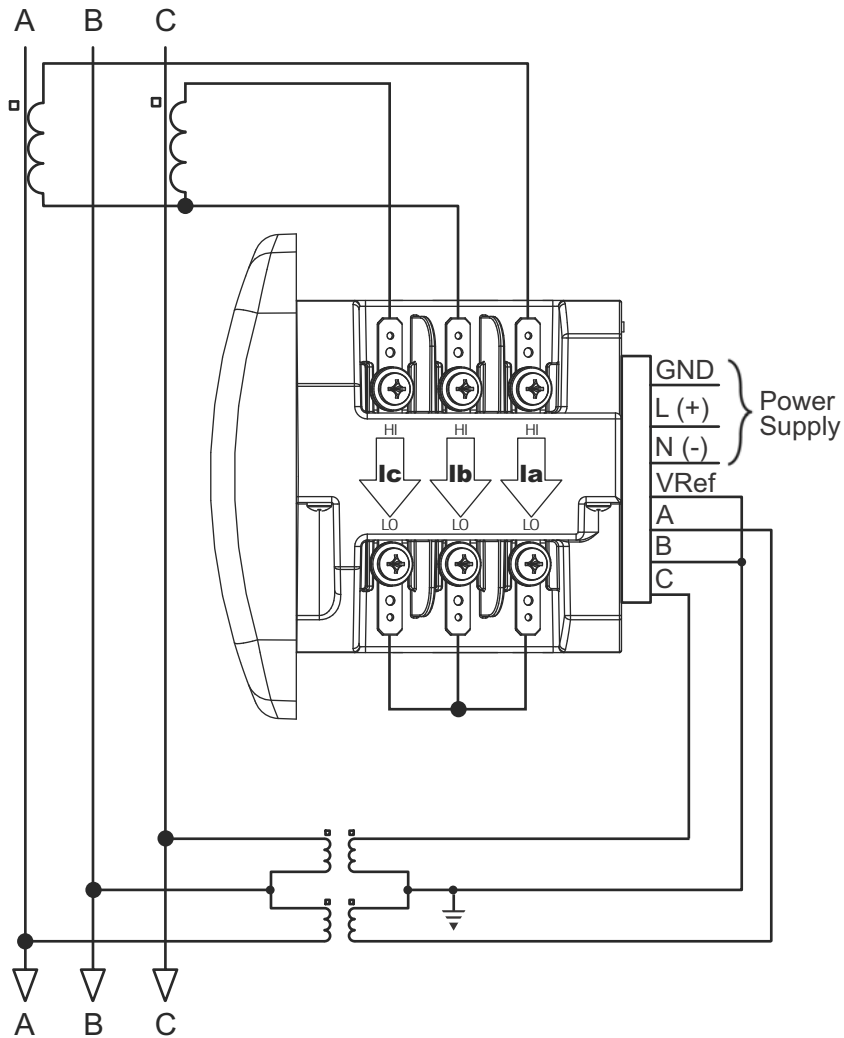 A B C
GND
L (+)
N (-)
Power
Supply
VRef
A
B
C
HI HI HI
Ic Ib Ia
LO LO LO
A B C